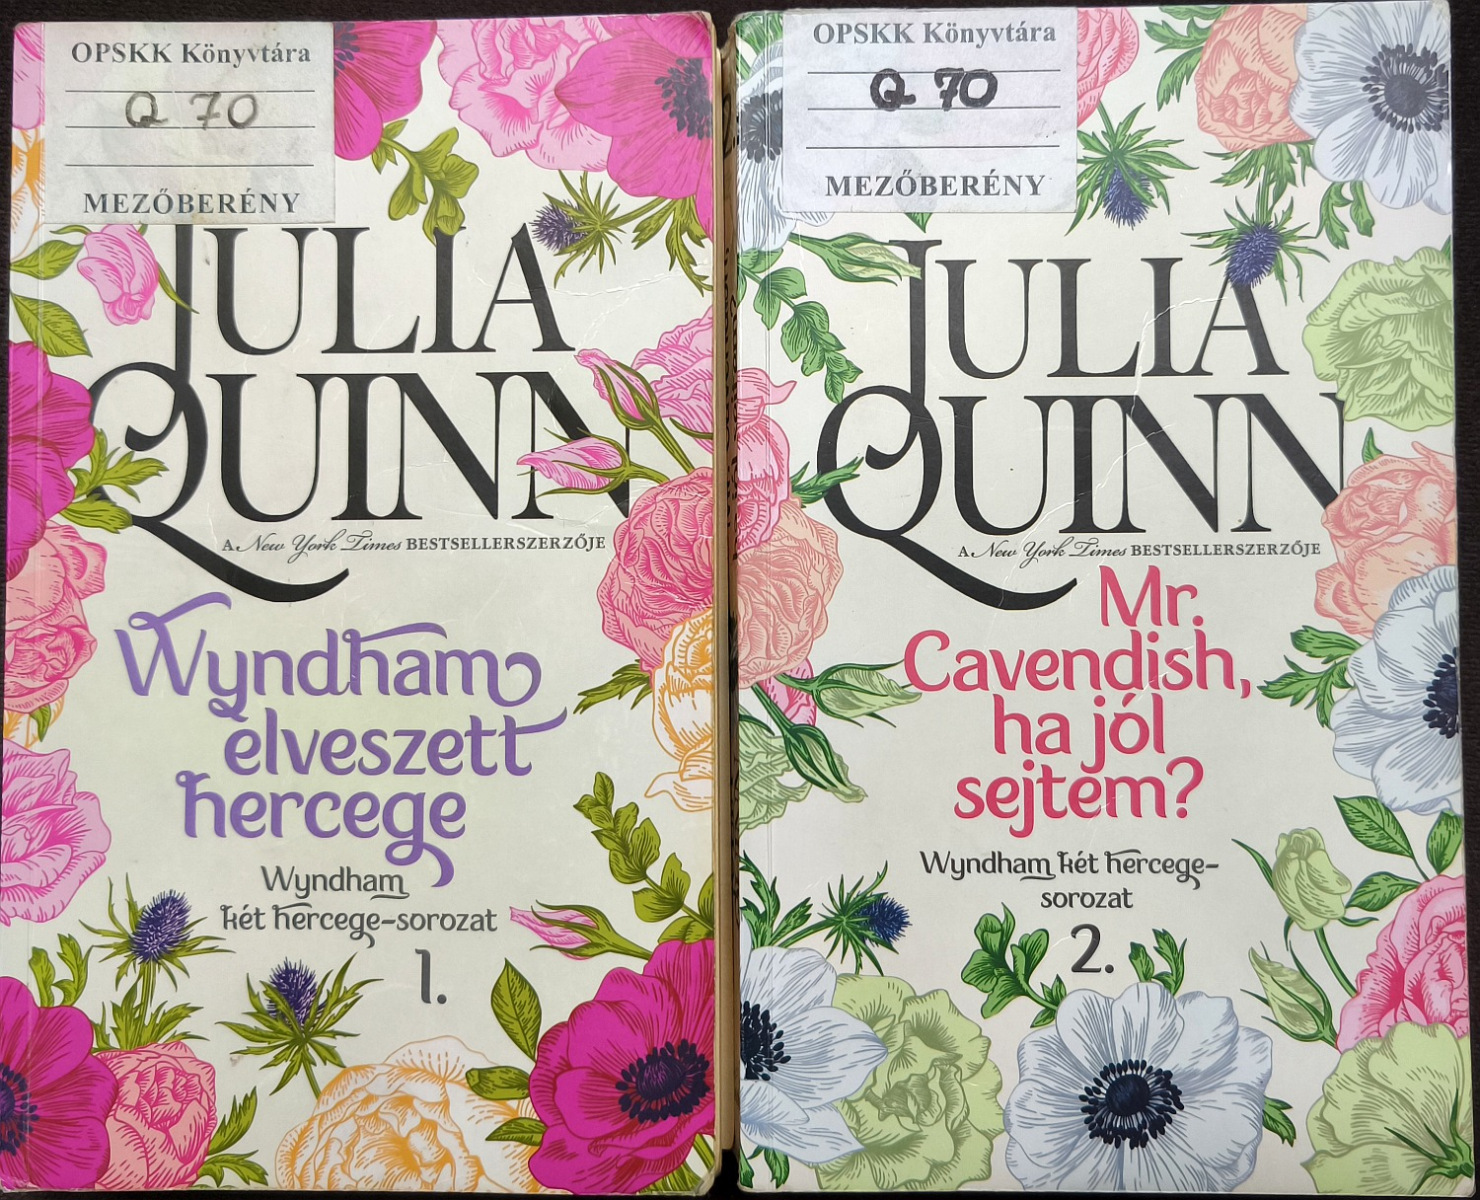 OPSKK Könyvtára
Q 70
MEZŐBERÉNY
JULIA
QUINN
A New York Times BESTSELLERSZERZŐJE
Wyndham
elveszett
hercege
Wyndham
két hercege-sorozat
1.
OPSKK Könyvtára
Q 70
MEZŐBERÉNY
JULIA
QUINN
A New York Times BESTSELLERSZERZŐJE
Mr.
Cavendish,
ha jól
sejtem?
Wyndham két hercege-
sorozat
2.